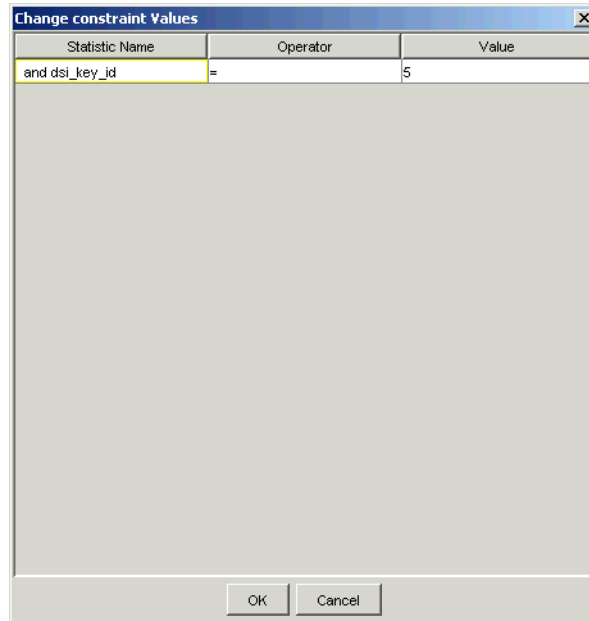 Change constraint Values
Statistic Name Operator Value
and dsi_key_id = 5
OK Cancel